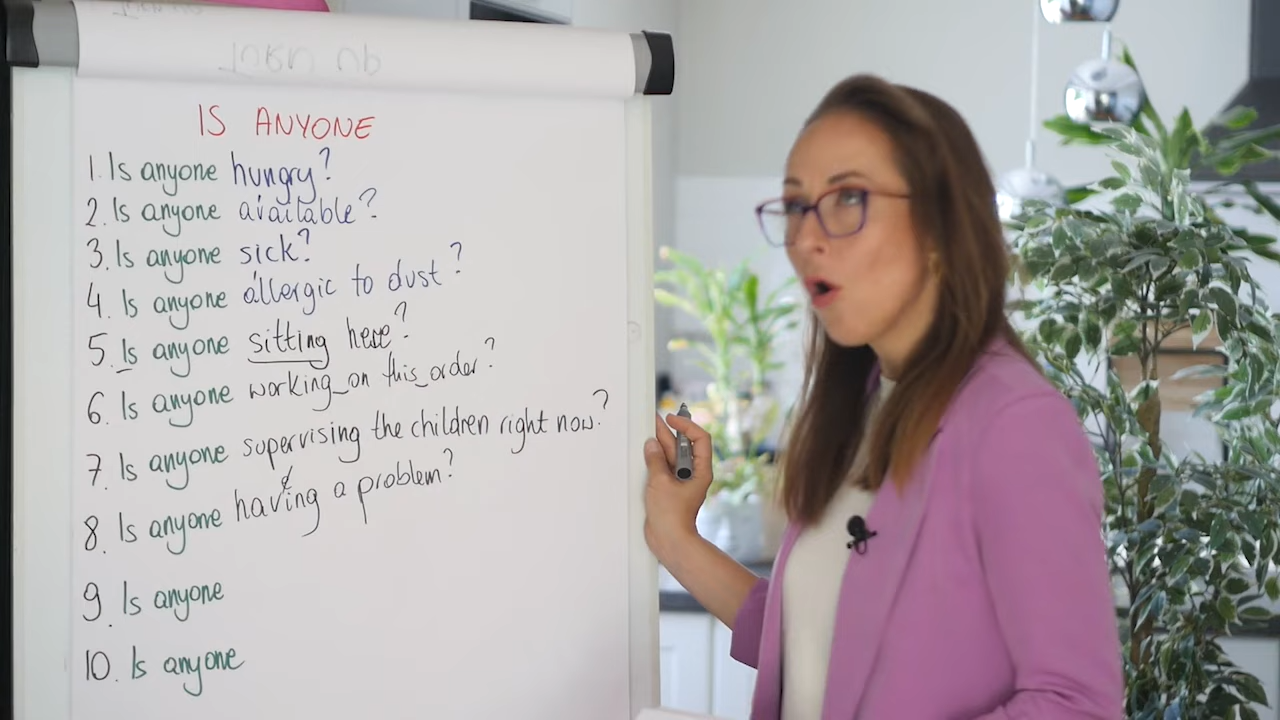 IS ANYONE
1. Is anyone hungry?
2. Is anyone available?
3. Is anyone sick?
4. Is anyone allergic to dust?
5. Is anyone sitting here?
6. Is anyone working on this order?
7. Is anyone supervising the children right now?
8. Is anyone having a problem?
9. Is anyone
10. Is anyone